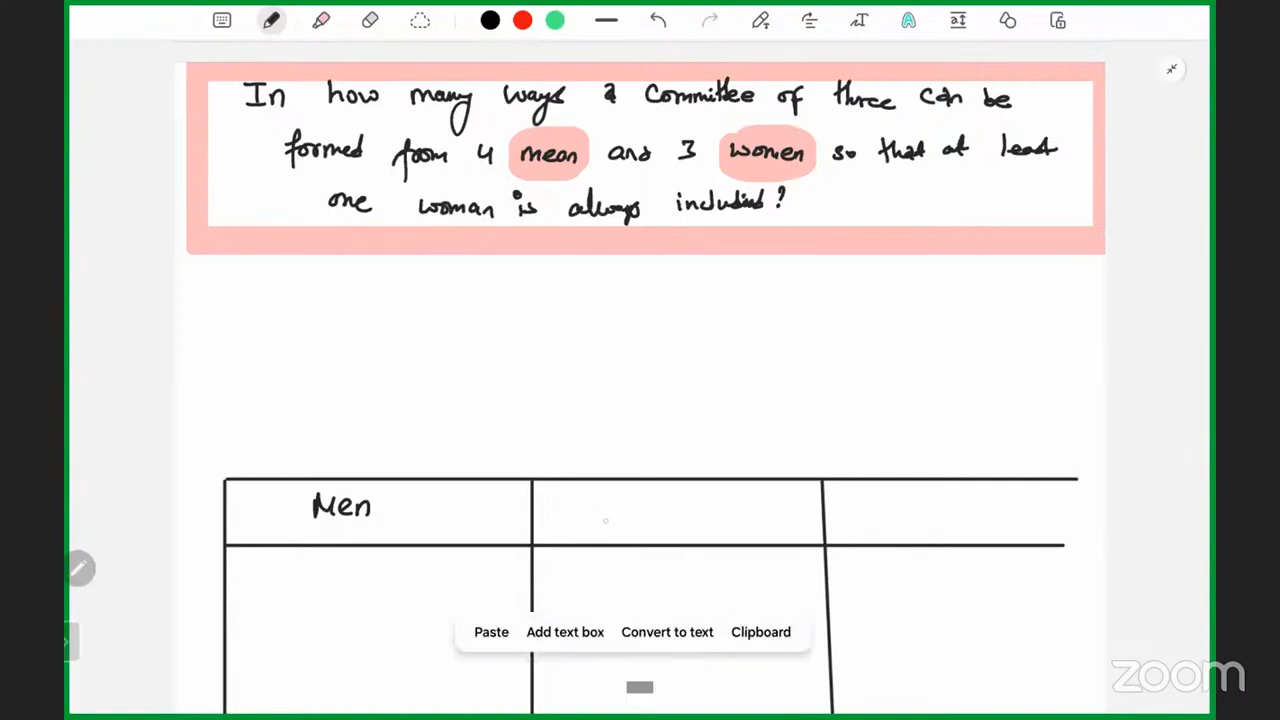 In how many ways a Committee of three can be
formed from 4 mean and 3 women so that at least
one woman is always included?
Men
Paste Add text box Convert to text Clipboard
zoom